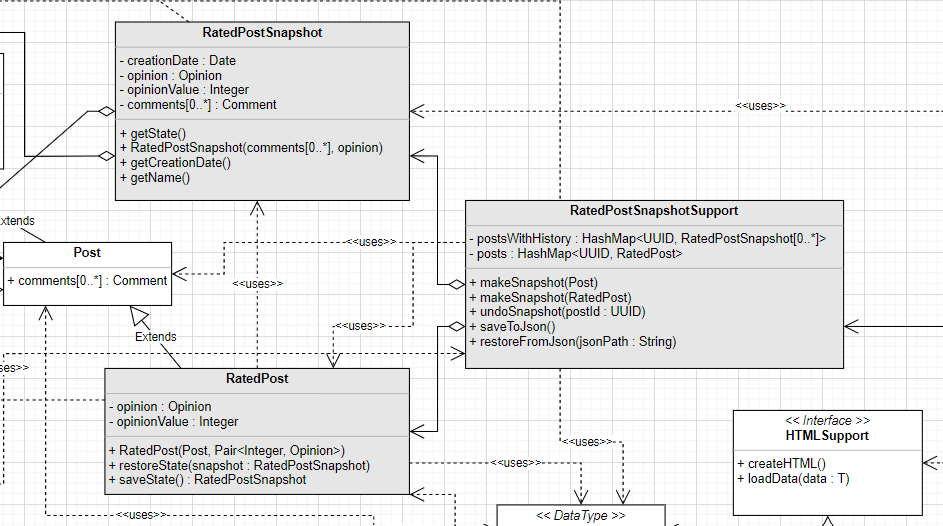 RatedPostSnapshot
- creationDate : Date
- opinion : Opinion
- opinionValue : Integer
- comments[0..*] : Comment
+ getState()
+ RatedPostSnapshot(comments[0..*], opinion)
+ getCreationDate()
+ getName()
<<uses>>
RatedPostSnapshotSupport
- postsWithHistory : HashMap<UUID, RatedPostSnapshot[0..*]>
- posts : HashMap<UUID, RatedPost>
+ makeSnapshot(Post)
+ makeSnapshot(RatedPost)
+ undoSnapshot(postId : UUID)
+ saveToJson()
+ restoreFromJson(jsonPath : String)
xtends
Post
+ comments[0..*] : Comment
<<uses>>
<<uses>>
<<uses>>
Extends
ses>>
RatedPost
- opinion : Opinion
- opinionValue : Integer
+ RatedPost(Post, Pair<Integer, Opinion>)
+ restoreState(snapshot : RatedPostSnapshot)
+ saveState() : RatedPostSnapshot
<<uses>>
<<uses>>
<<uses>>
<< Interface >>
HTMLSupport
+ createHTML()
+ loadData(data : T)
<< DataType >>